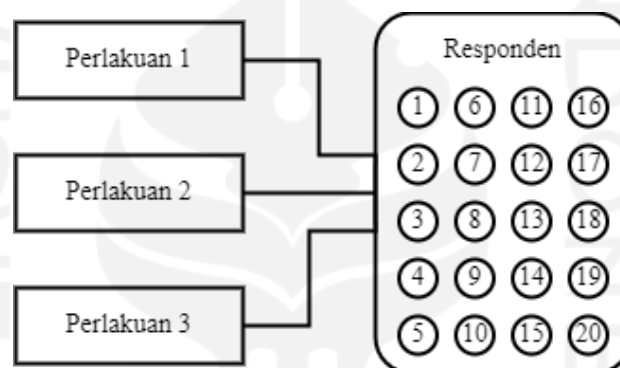 Perlakuan 1
Perlakuan 2
Perlakuan 3
Responden
1 6 11 16
2 7 12 17
3 8 13 18
4 9 14 19
5 10 15 20